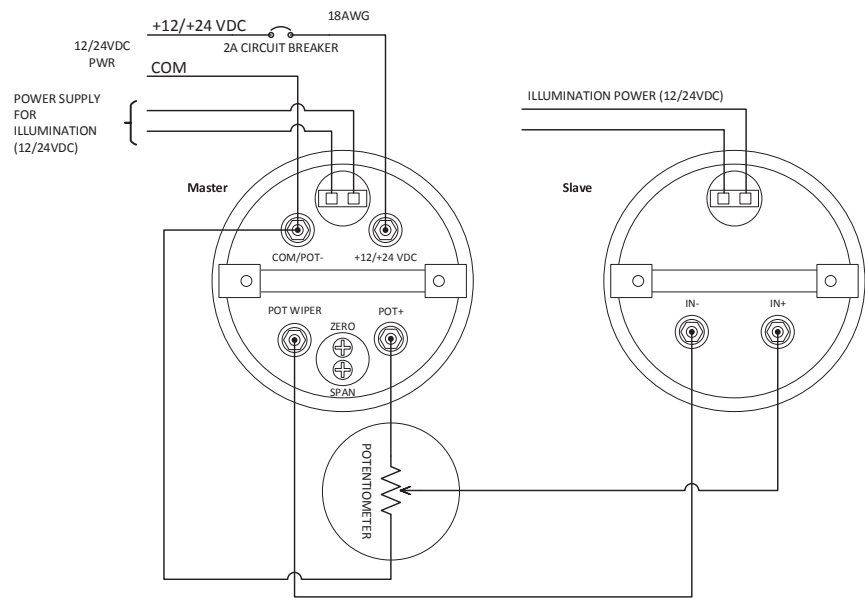 +12/+24 VDC
18AWG
12/24VDC
PWR
2A CIRCUIT BREAKER
COM
POWER SUPPLY
FOR
ILLUMINATION
(12/24VDC)
ILLUMINATION POWER (12/24VDC)
Master
Slave
COM/POT-
+12/+24 VDC
POT WIPER
ZERO
POT+
SPAN
IN-
IN+
POTENTIOMETER